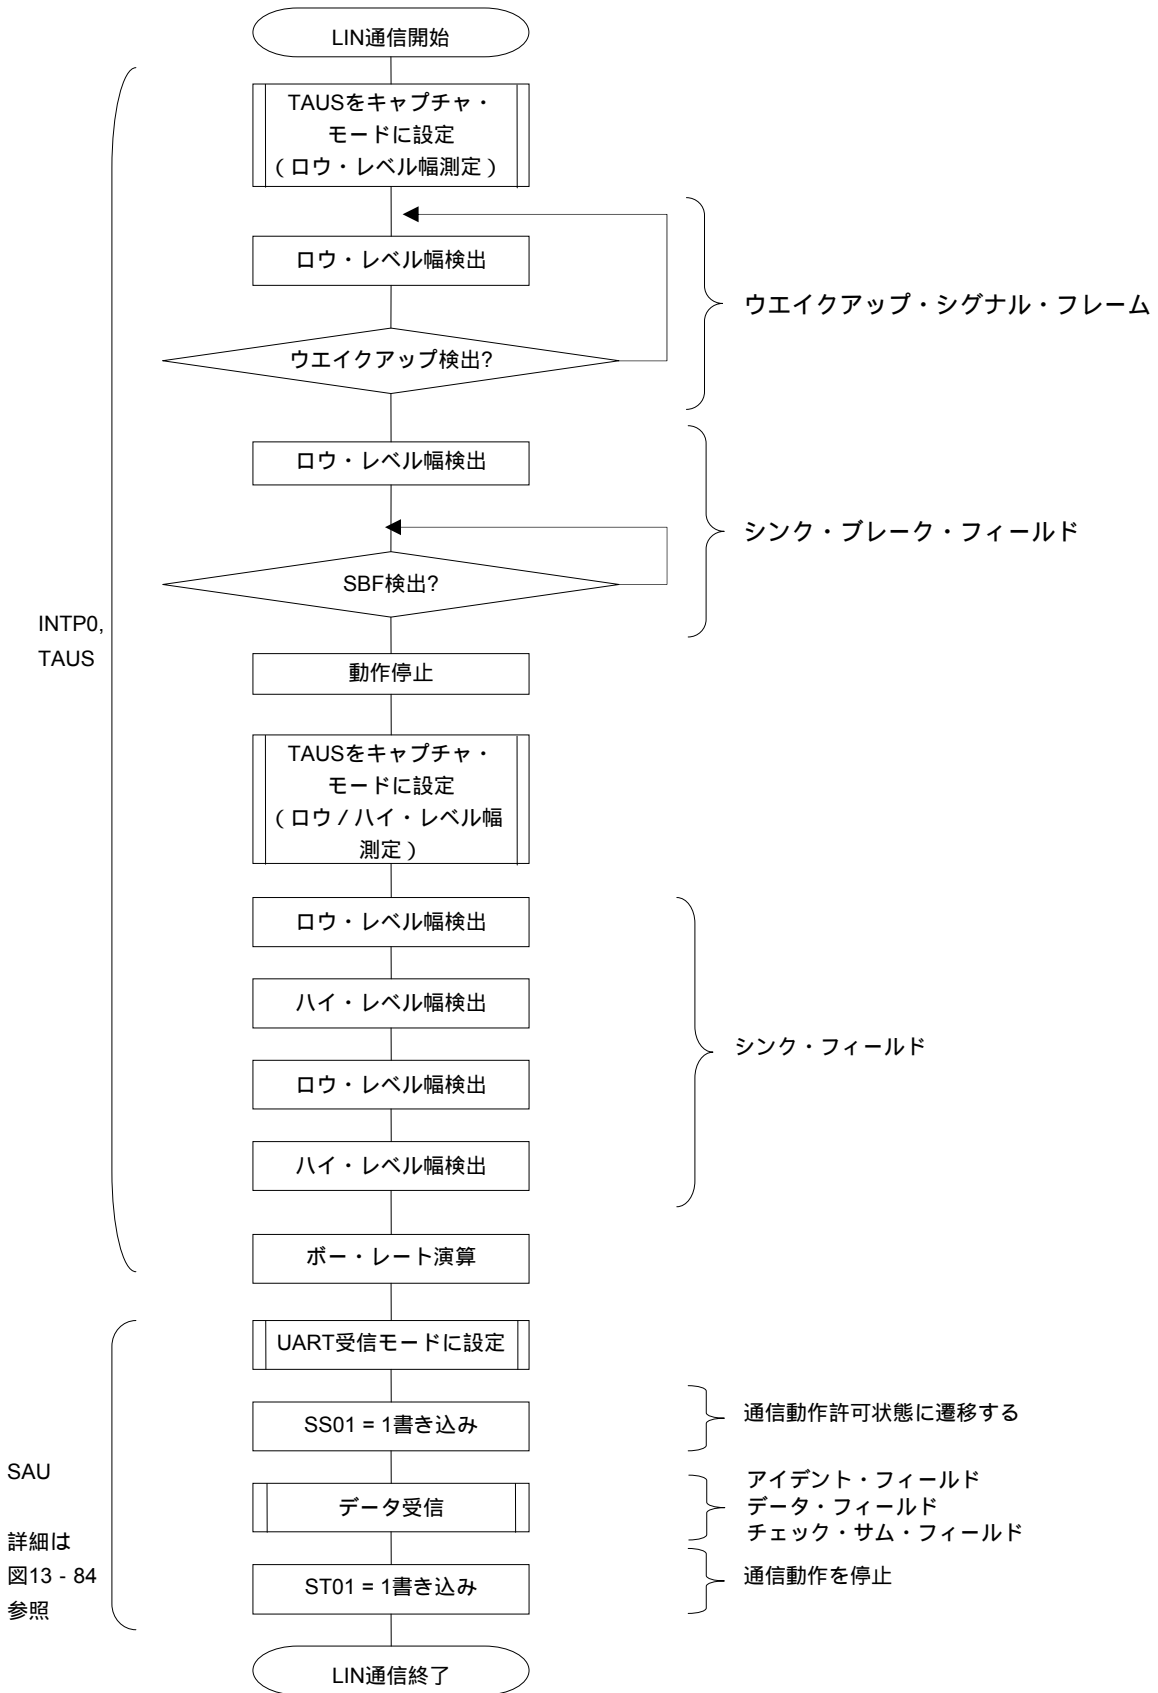 LIN通信開始
TAUSをキャプチャ・
モードに設定
(ロウ・レベル幅測定)
ロウ・レベル幅検出
ウエイクアップ検出?
ウエイクアップ・シグナル・フレーム
ロウ・レベル幅検出
SBF検出?
シンク・ブレーク・フィールド
INTP0,
TAUS
動作停止
TAUSをキャプチャ・
モードに設定
(ロウ/ハイ・レベル幅
測定)
ロウ・レベル幅検出
ハイ・レベル幅検出
ロウ・レベル幅検出
ハイ・レベル幅検出
シンク・フィールド
ボー・レート演算
UART受信モードに設定
SS01 = 1書き込み
通信動作許可状態に遷移する
SAU
詳細は
図13 - 84
参照
データ受信
アイデント・フィールド
データ・フィールド
チェック・サム・フィールド
ST01 = 1書き込み
通信動作を停止
LIN通信終了